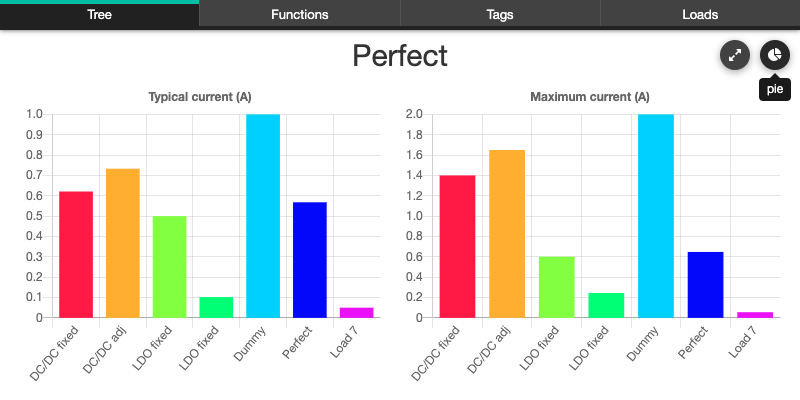 Tree
Functions
Tags
Loads
Perfect
pie
Typical current (A)
1.0
0.9
0.8
0.7
0.6
0.5
0.4
0.3
0.2
0.1
0
DC/DC fixed
DC/DC adj
LDO fixed
LDO fixed
Dummy
Perfect
Load 7
Maximum current (A)
2.0
1.8
1.6
1.4
1.2
1.0
0.8
0.6
0.4
0.2
0
DC/DC fixed
DC/DC adj
LDO fixed
LDO fixed
Dummy
Perfect
Load 7